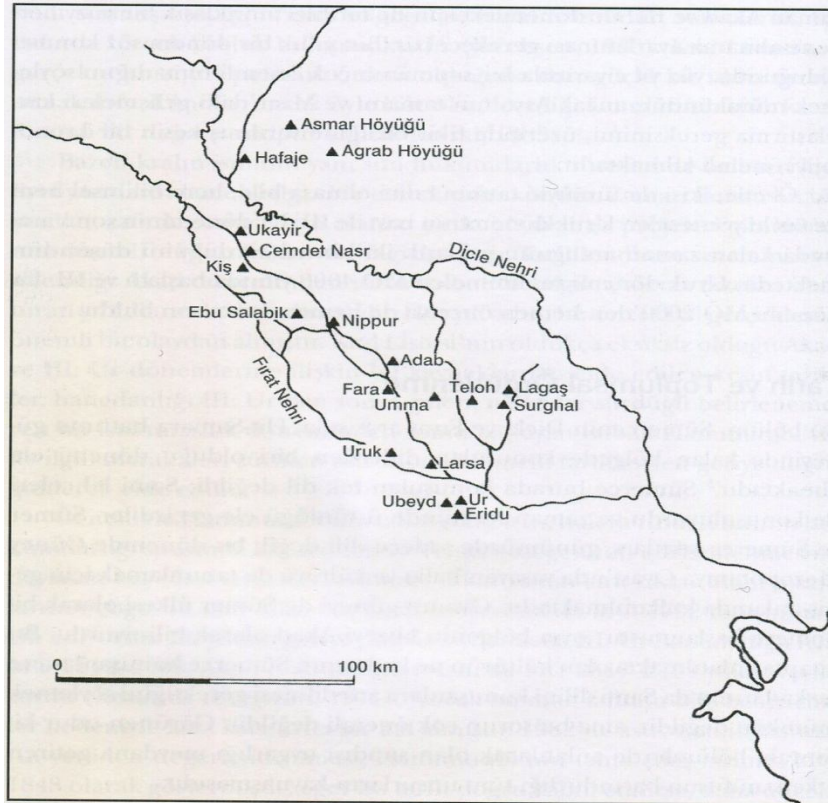 Asmar Höyüğü
Agrab Höyüğü
Hafaje
Ukayir
Cemdet Nasr
Kis
Dicle Nehri
Ebu Salabik
Nippur
Adab
Fırat Nehri
Fara
Umma
Teloh
Lagaş
Surghal
Uruk
Larsa
Ubeyd
Ur
Eridu
0
100 km